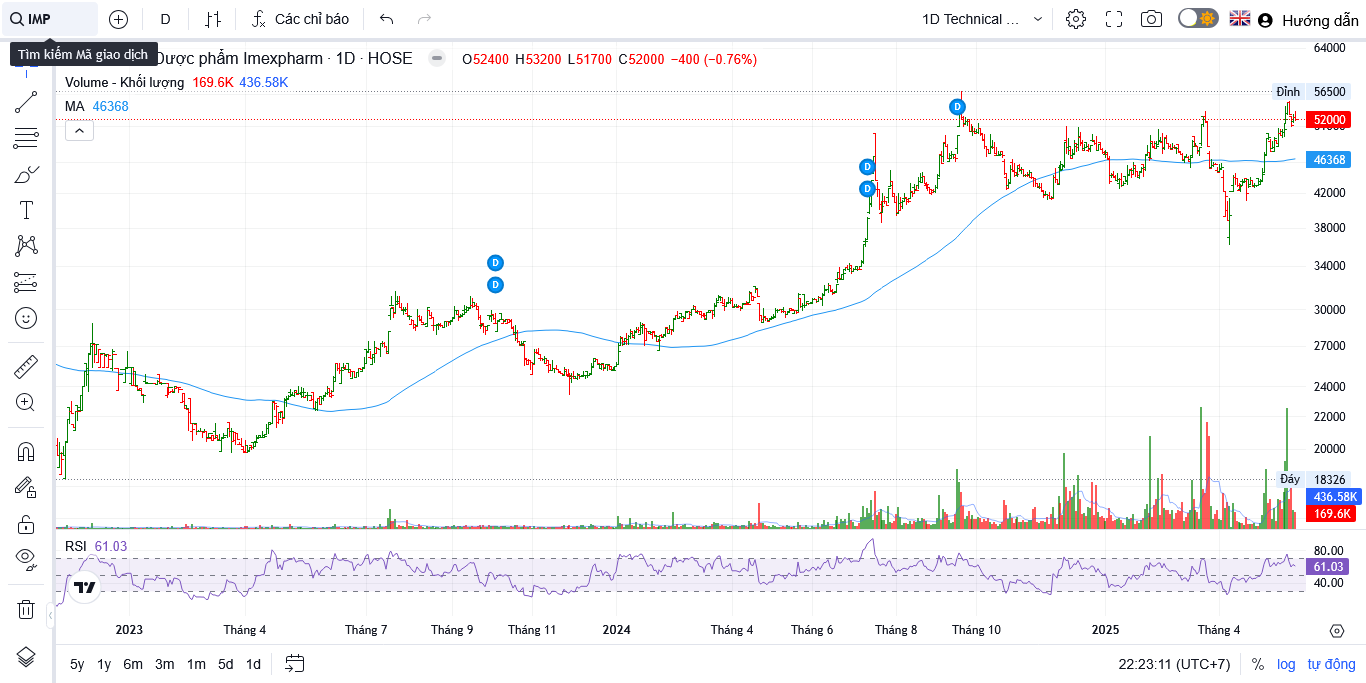 IMP D Các chỉ báo 1D Technical ... Hướng dẫn
Tìm kiếm Mã giao dịch
Dược phẩm Imexpharm · 1D · HOSE O52400 H53200 L51700 C52000 −400 (−0.76%)
Volume - Khối lượng 169.6K 436.58K
MA 46368
64000
Đỉnh 56500
52000
46368
42000
38000
34000
30000
27000
24000
22000
20000
Đáy 18326
436.58K
169.6K
D
D
D
D
D
RSI 61.03
80.00
61.03
40.00
2023 Tháng 4 Tháng 7 Tháng 9 Tháng 11 2024 Tháng 4 Tháng 6 Tháng 8 Tháng 10 2025 Tháng 4
5y 1y 6m 3m 1m 5d 1d 22:23:11 (UTC+7) % log tự động